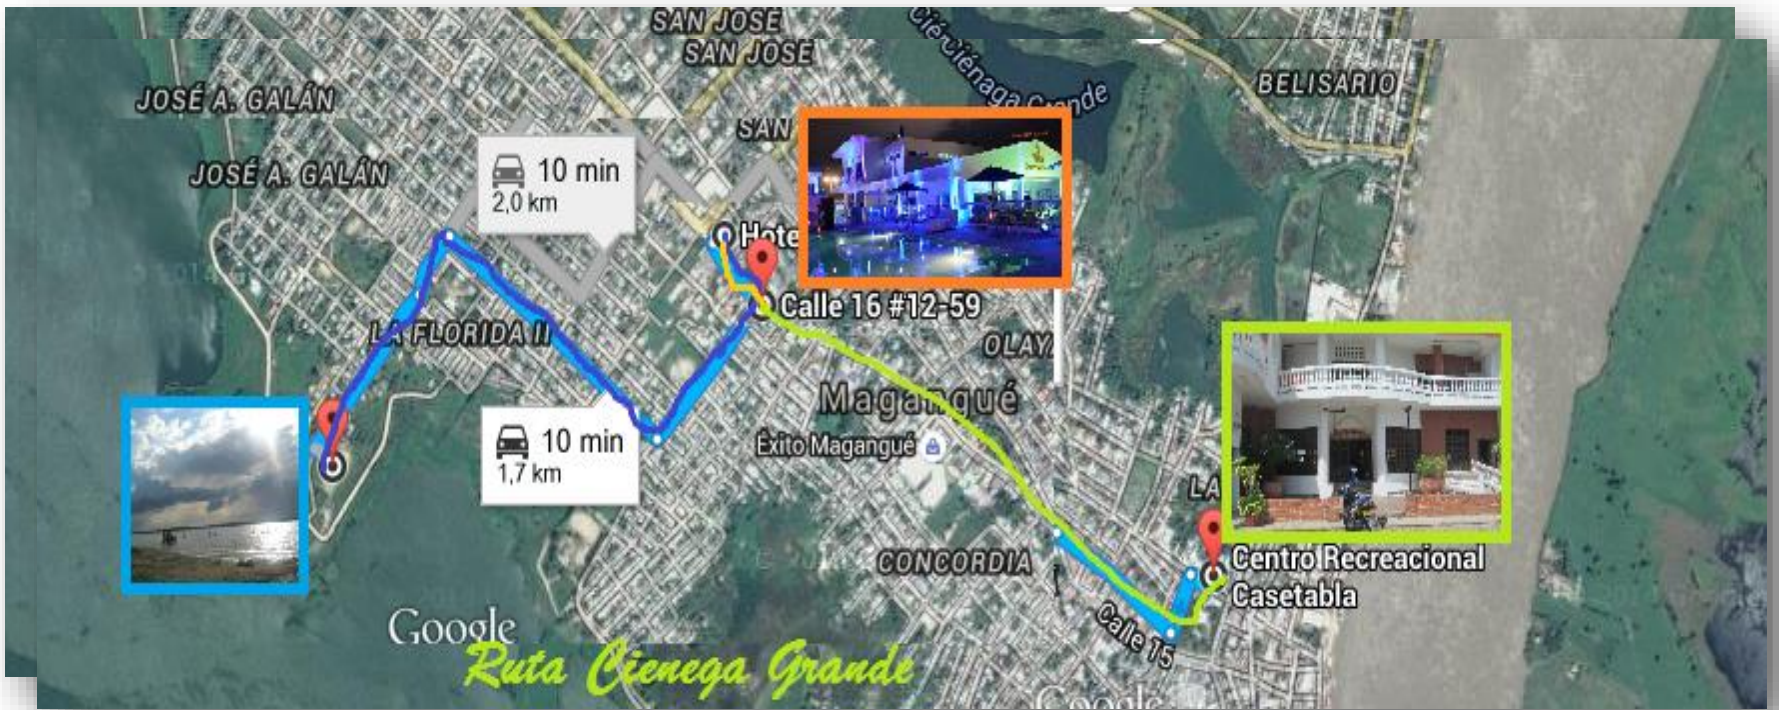 SAN JOSÉ
SAN JOSÉ
Ciénaga Grande
BELISARIO
JOSÉ A. GALÁN
SAN
10 min
2,0 km
JOSÉ A. GALÁN
Calle 16 #12-59
LA FLORIDA II
OLAYA
Magangué
10 min
1,7 km
Éxito Magangué
LA
CONCORDIA
Centro Recreacional
Casetabla
Calle 15
Google
Ruta Cienega Grande
Google